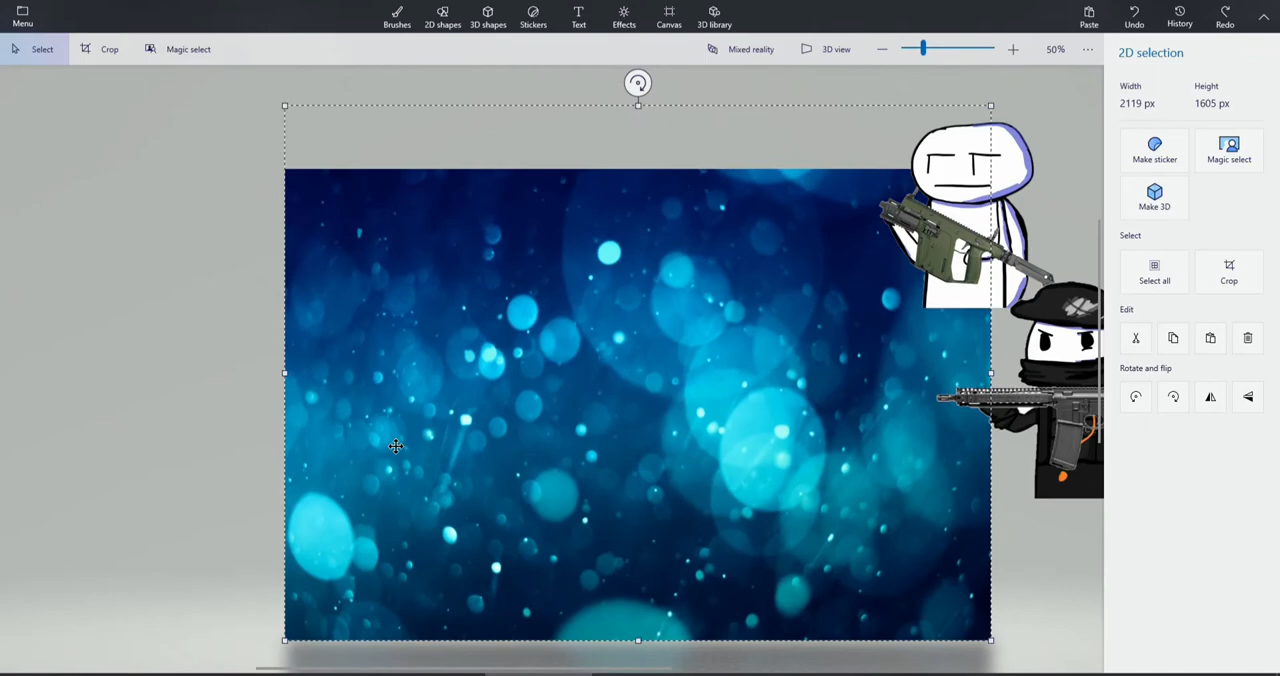 Menu
Brushes 2D shapes 3D shapes Stickers Text Effects Canvas 3D library
Paste Undo History Redo
Select Crop Magic select
Mixed reality 3D view 50%
2D selection
Width Height
2119 px 1605 px
Make sticker Magic select
Make 3D
Select
Select all Crop
Edit
Rotate and flip